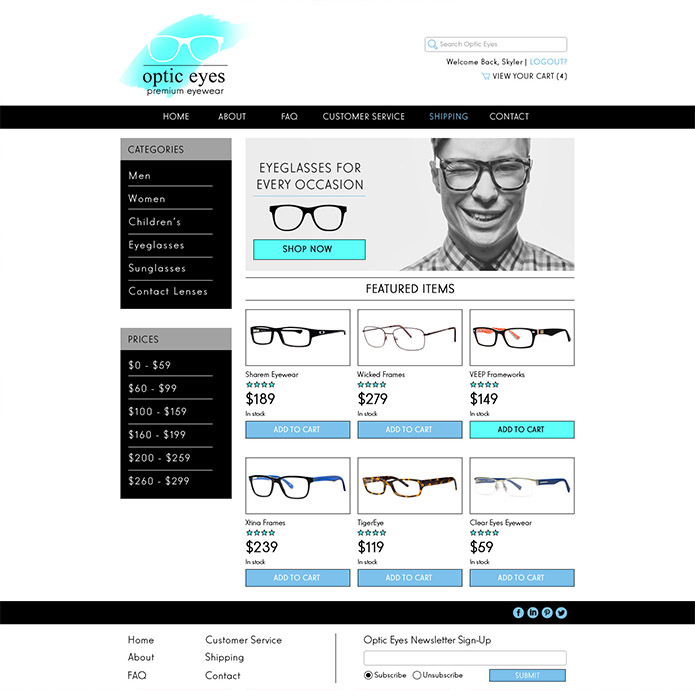 optic eyes
premium eyewear
Search Optic Eyes
Welcome Back, Skyler | LOGOUT?
VIEW YOUR CART (4)
HOME ABOUT FAQ CUSTOMER SERVICE SHIPPING CONTACT
CATEGORIES
Men
Women
Children's
Eyeglasses
Sunglasses
Contact Lenses
PRICES
$0 - $59
$60 - $99
$100 - $159
$160 - $199
$200 - $259
$260 - $299
EYEGLASSES FOR
EVERY OCCASION
SHOP NOW
FEATURED ITEMS
Sharem Eyewear
$189
In stock
ADD TO CART
Wicked Frames
$279
In stock
ADD TO CART
VEEP Frameworks
$149
In stock
ADD TO CART
Xtina Frames
$239
In stock
ADD TO CART
TigerEye
$119
In stock
ADD TO CART
Clear Eyes Eyewear
$59
In stock
ADD TO CART
Home
About
FAQ
Customer Service
Shipping
Contact
Optic Eyes Newsletter Sign-Up
Subscribe Unsubscribe SUBMIT